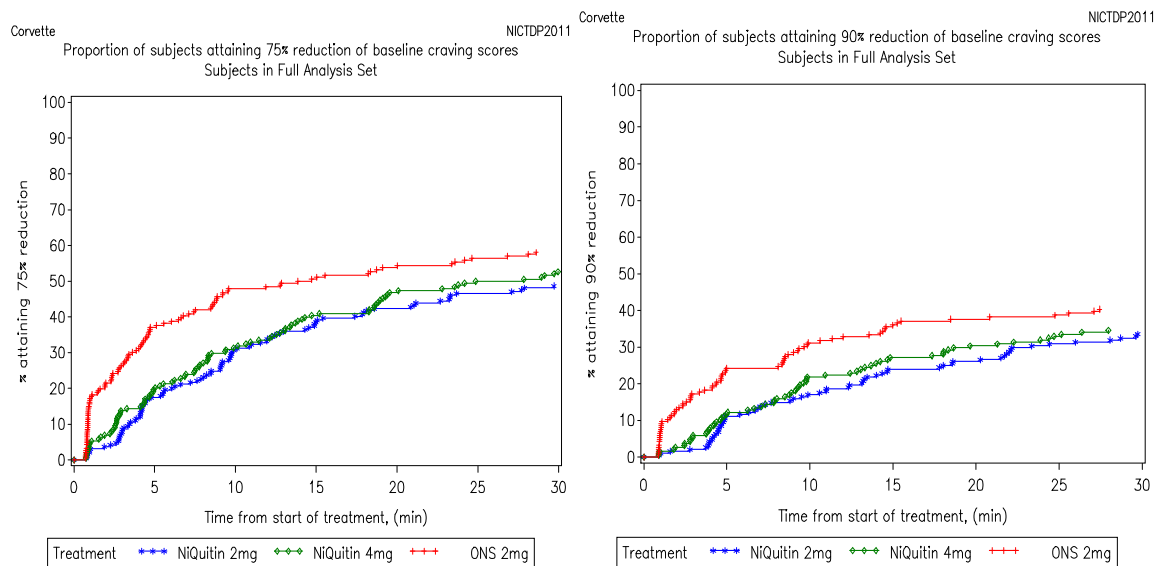 Corvette NICTDP2011
Proportion of subjects attaining 75% reduction of baseline craving scores
Subjects in Full Analysis Set
% attaining 75% reduction
100
90
80
70
60
50
40
30
20
10
0
0 5 10 15 20 25 30
Time from start of treatment, (min)
Treatment NiQuitin 2mg NiQuitin 4mg ONS 2mg
Corvette NICTDP2011
Proportion of subjects attaining 90% reduction of baseline craving scores
Subjects in Full Analysis Set
% attaining 90% reduction
100
90
80
70
60
50
40
30
20
10
0
0 5 10 15 20 25 30
Time from start of treatment, (min)
Treatment NiQuitin 2mg NiQuitin 4mg ONS 2mg